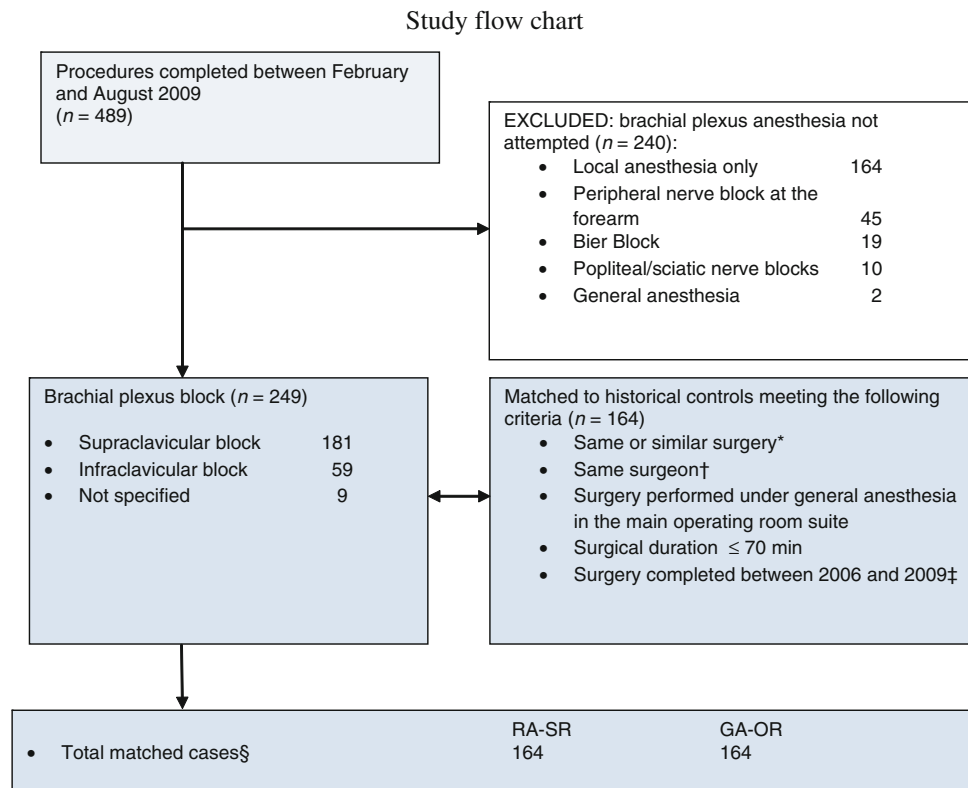 Study flow chart
Procedures completed between February
and August 2009
(n = 489)
EXCLUDED: brachial plexus anesthesia not
attempted (n = 240):
• Local anesthesia only 164
• Peripheral nerve block at the
forearm 45
• Bier Block 19
• Popliteal/sciatic nerve blocks 10
• General anesthesia 2
Brachial plexus block (n = 249)
• Supraclavicular block 181
• Infraclavicular block 59
• Not specified 9
Matched to historical controls meeting the following
criteria (n = 164)
• Same or similar surgery*
• Same surgeon†
• Surgery performed under general anesthesia
in the main operating room suite
• Surgical duration ≤ 70 min
• Surgery completed between 2006 and 2009‡
RA-SR GA-OR
• Total matched cases§ 164 164